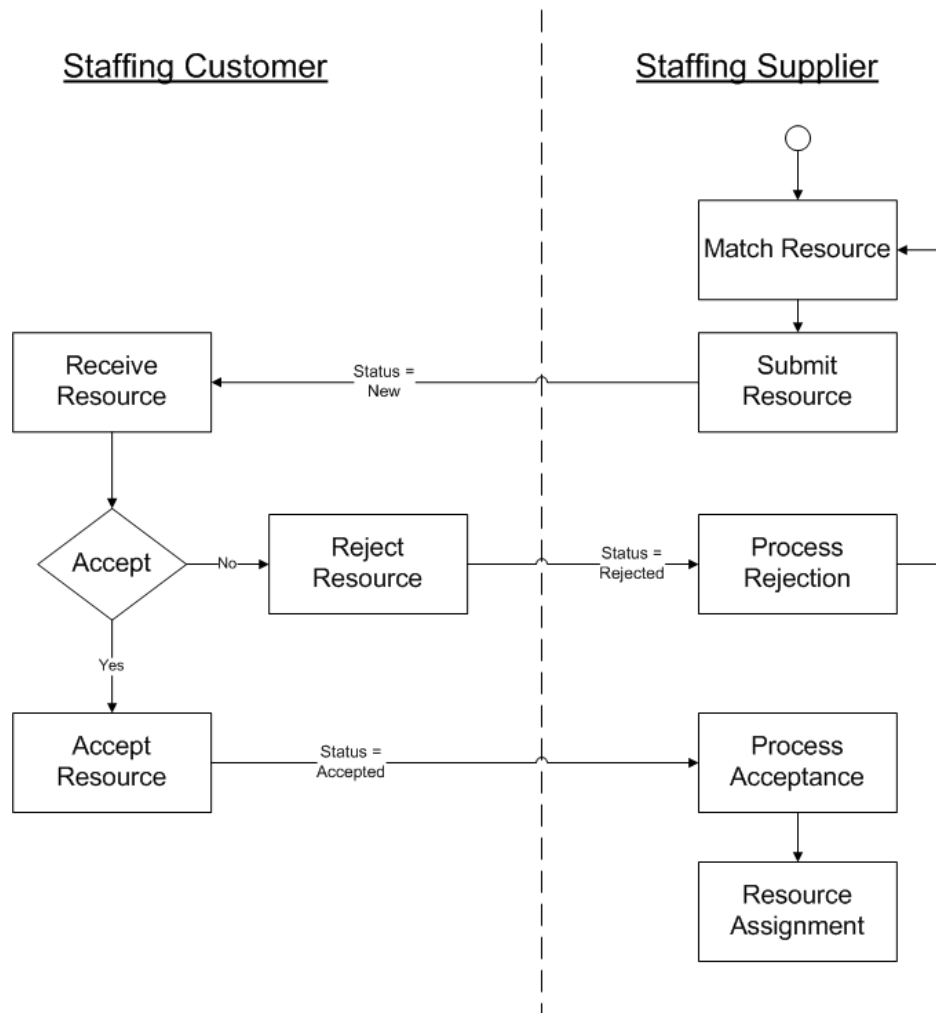 Staffing Customer
Staffing Supplier
Match Resource
Receive
Resource
Status =
New
Submit
Resource
Accept
No
Reject
Resource
Status =
Rejected
Process
Rejection
Yes
Accept
Resource
Status =
Accepted
Process
Acceptance
Resource
Assignment